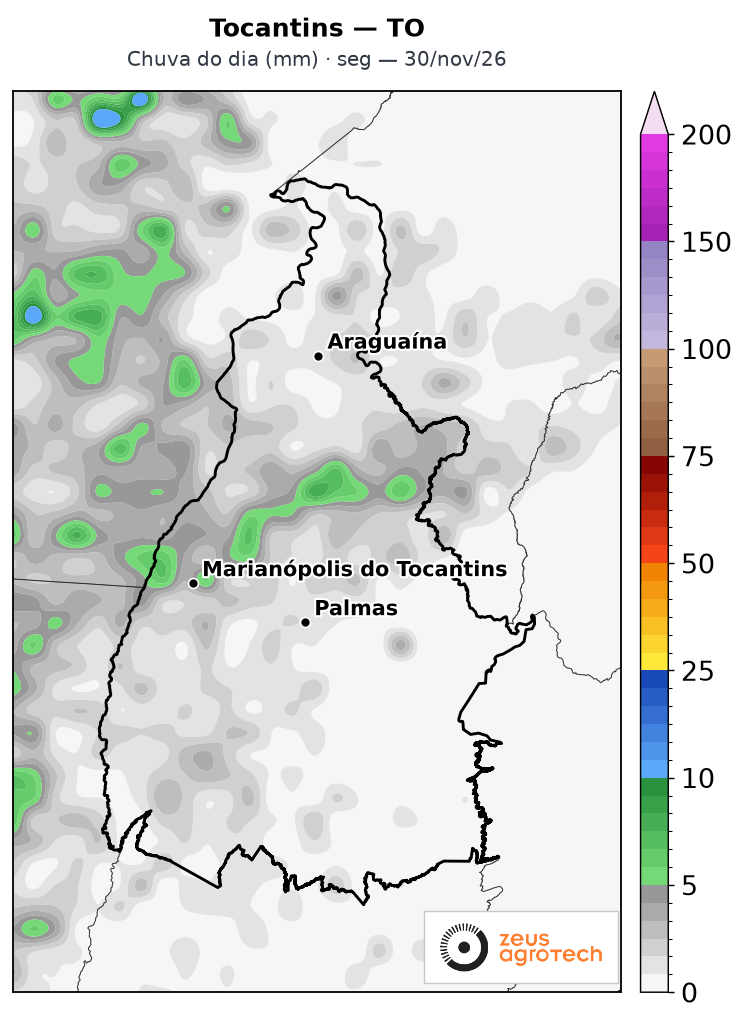 Tocantins — TO
Chuva do dia (mm) · seg — 30/nov/26
200
150
100
75
50
25
10
5
0
Araguaína
Marianópolis do Tocantins
Palmas
zeus
agrotech